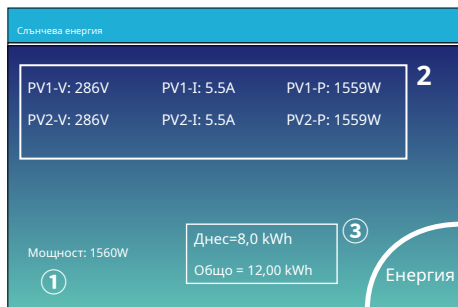 Слънчева енергия
2
PV1-V: 286V PV1-I: 5.5A PV1-P: 1559W
PV2-V: 286V PV2-I: 5.5A PV2-P: 1559W
Мощност: 1560W
①
Днес=8,0 kWh
Общо = 12,00 kWh
③
Енергия